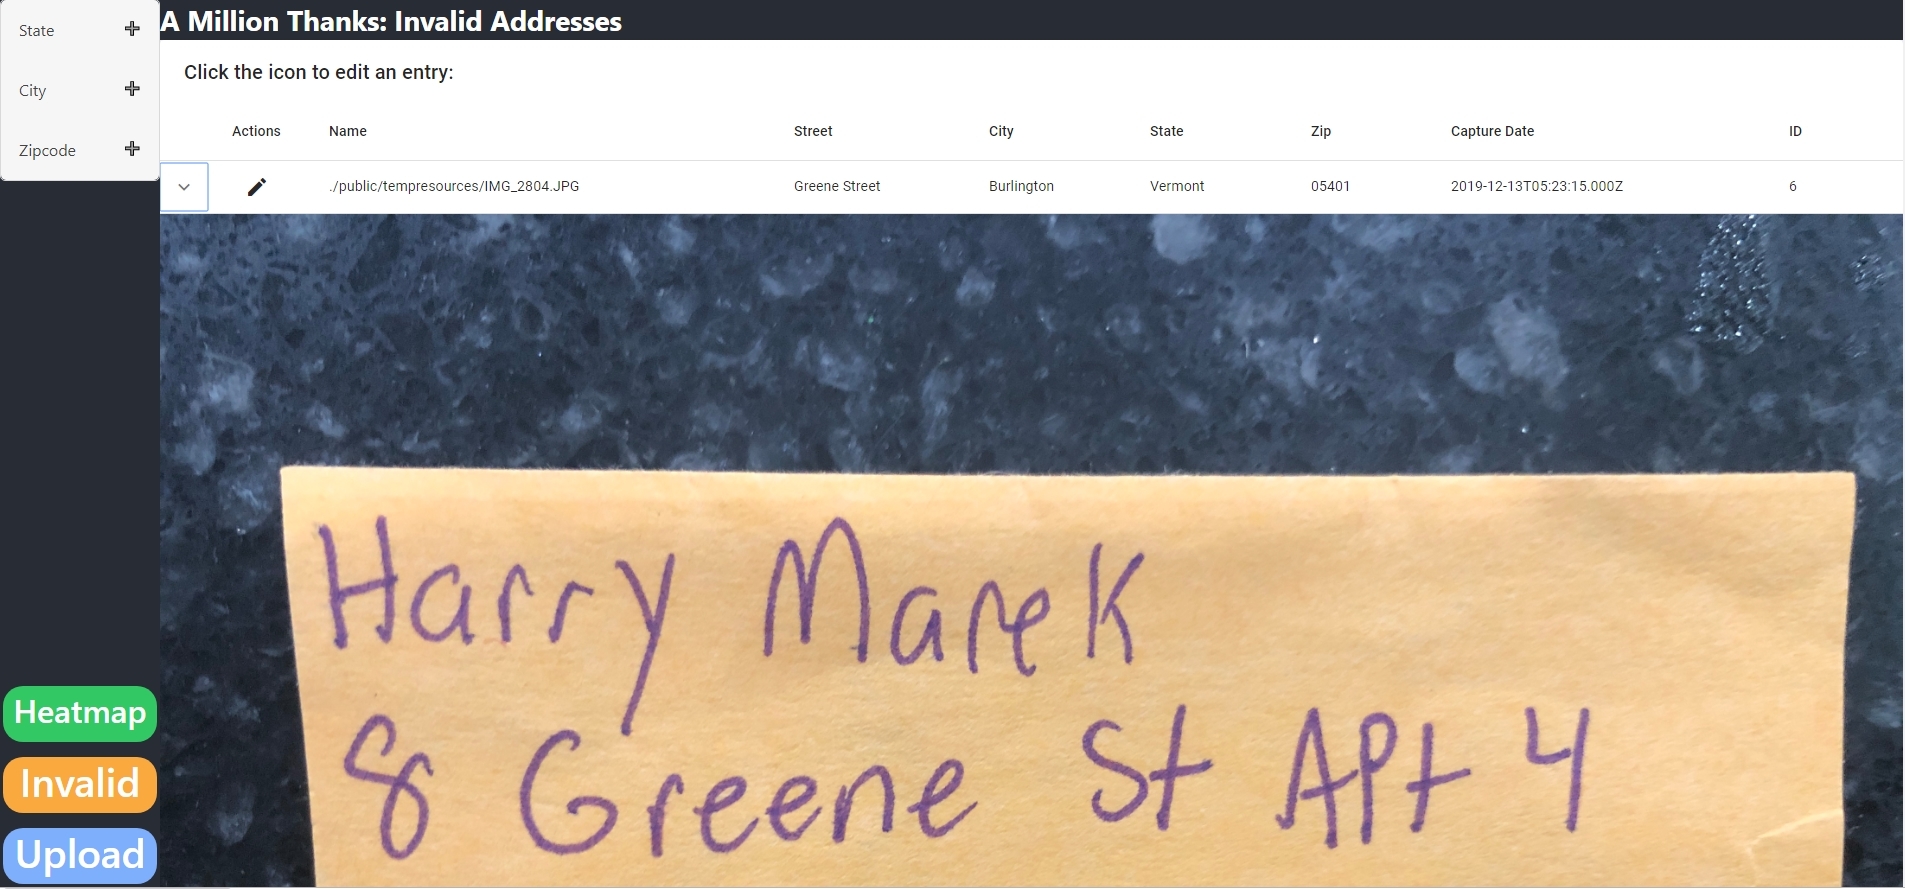 State
City
Zipcode
A Million Thanks: Invalid Addresses
Click the icon to edit an entry:
Actions Name Street City State Zip Capture Date ID
./public/tempresources/IMG_2804.JPG Greene Street Burlington Vermont 05401 2019-12-13T05:23:15.000Z 6
Harry Marek
8 Greene St Apt 4
Heatmap
Invalid
Upload